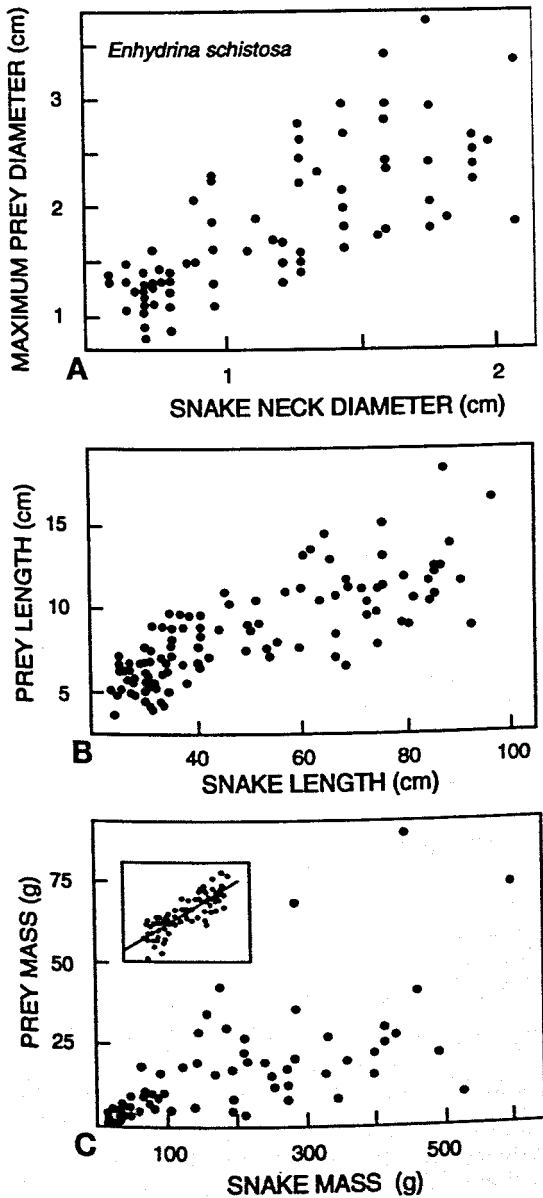 MAXIMUM PREY DIAMETER (cm)
Enhydrina schistosa
3
2
1
A
1
2
SNAKE NECK DIAMETER (cm)
PREY LENGTH (cm)
15
10
5
B
40
60
80
100
SNAKE LENGTH (cm)
PREY MASS (g)
75
50
25
C
100
300
500
SNAKE MASS (g)